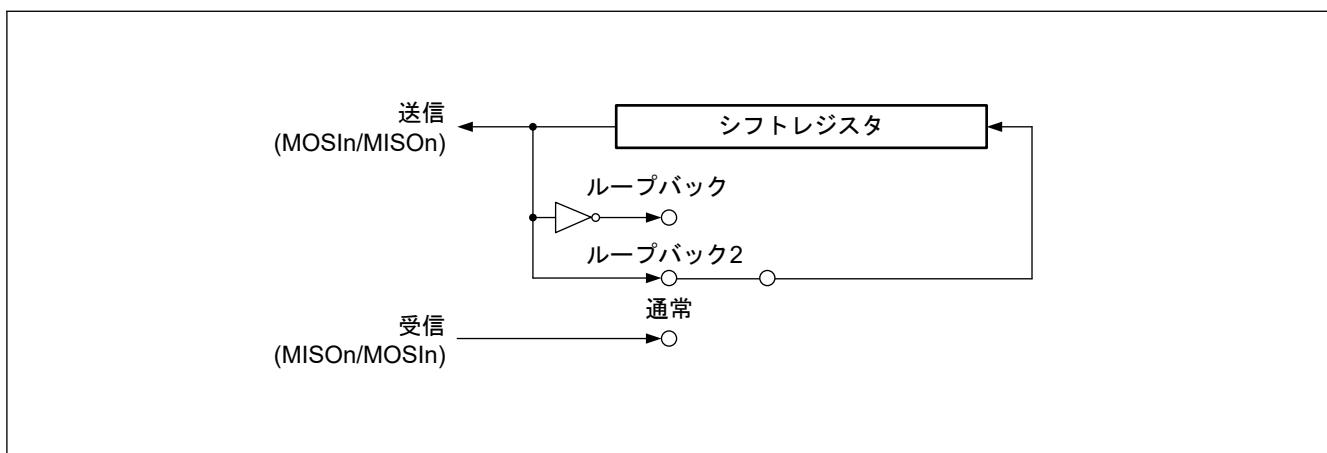 送信
(MOSIn/MISOn)
シフトレジスタ
ループバック
ループバック2
通常
受信
(MISOn/MOSIn)